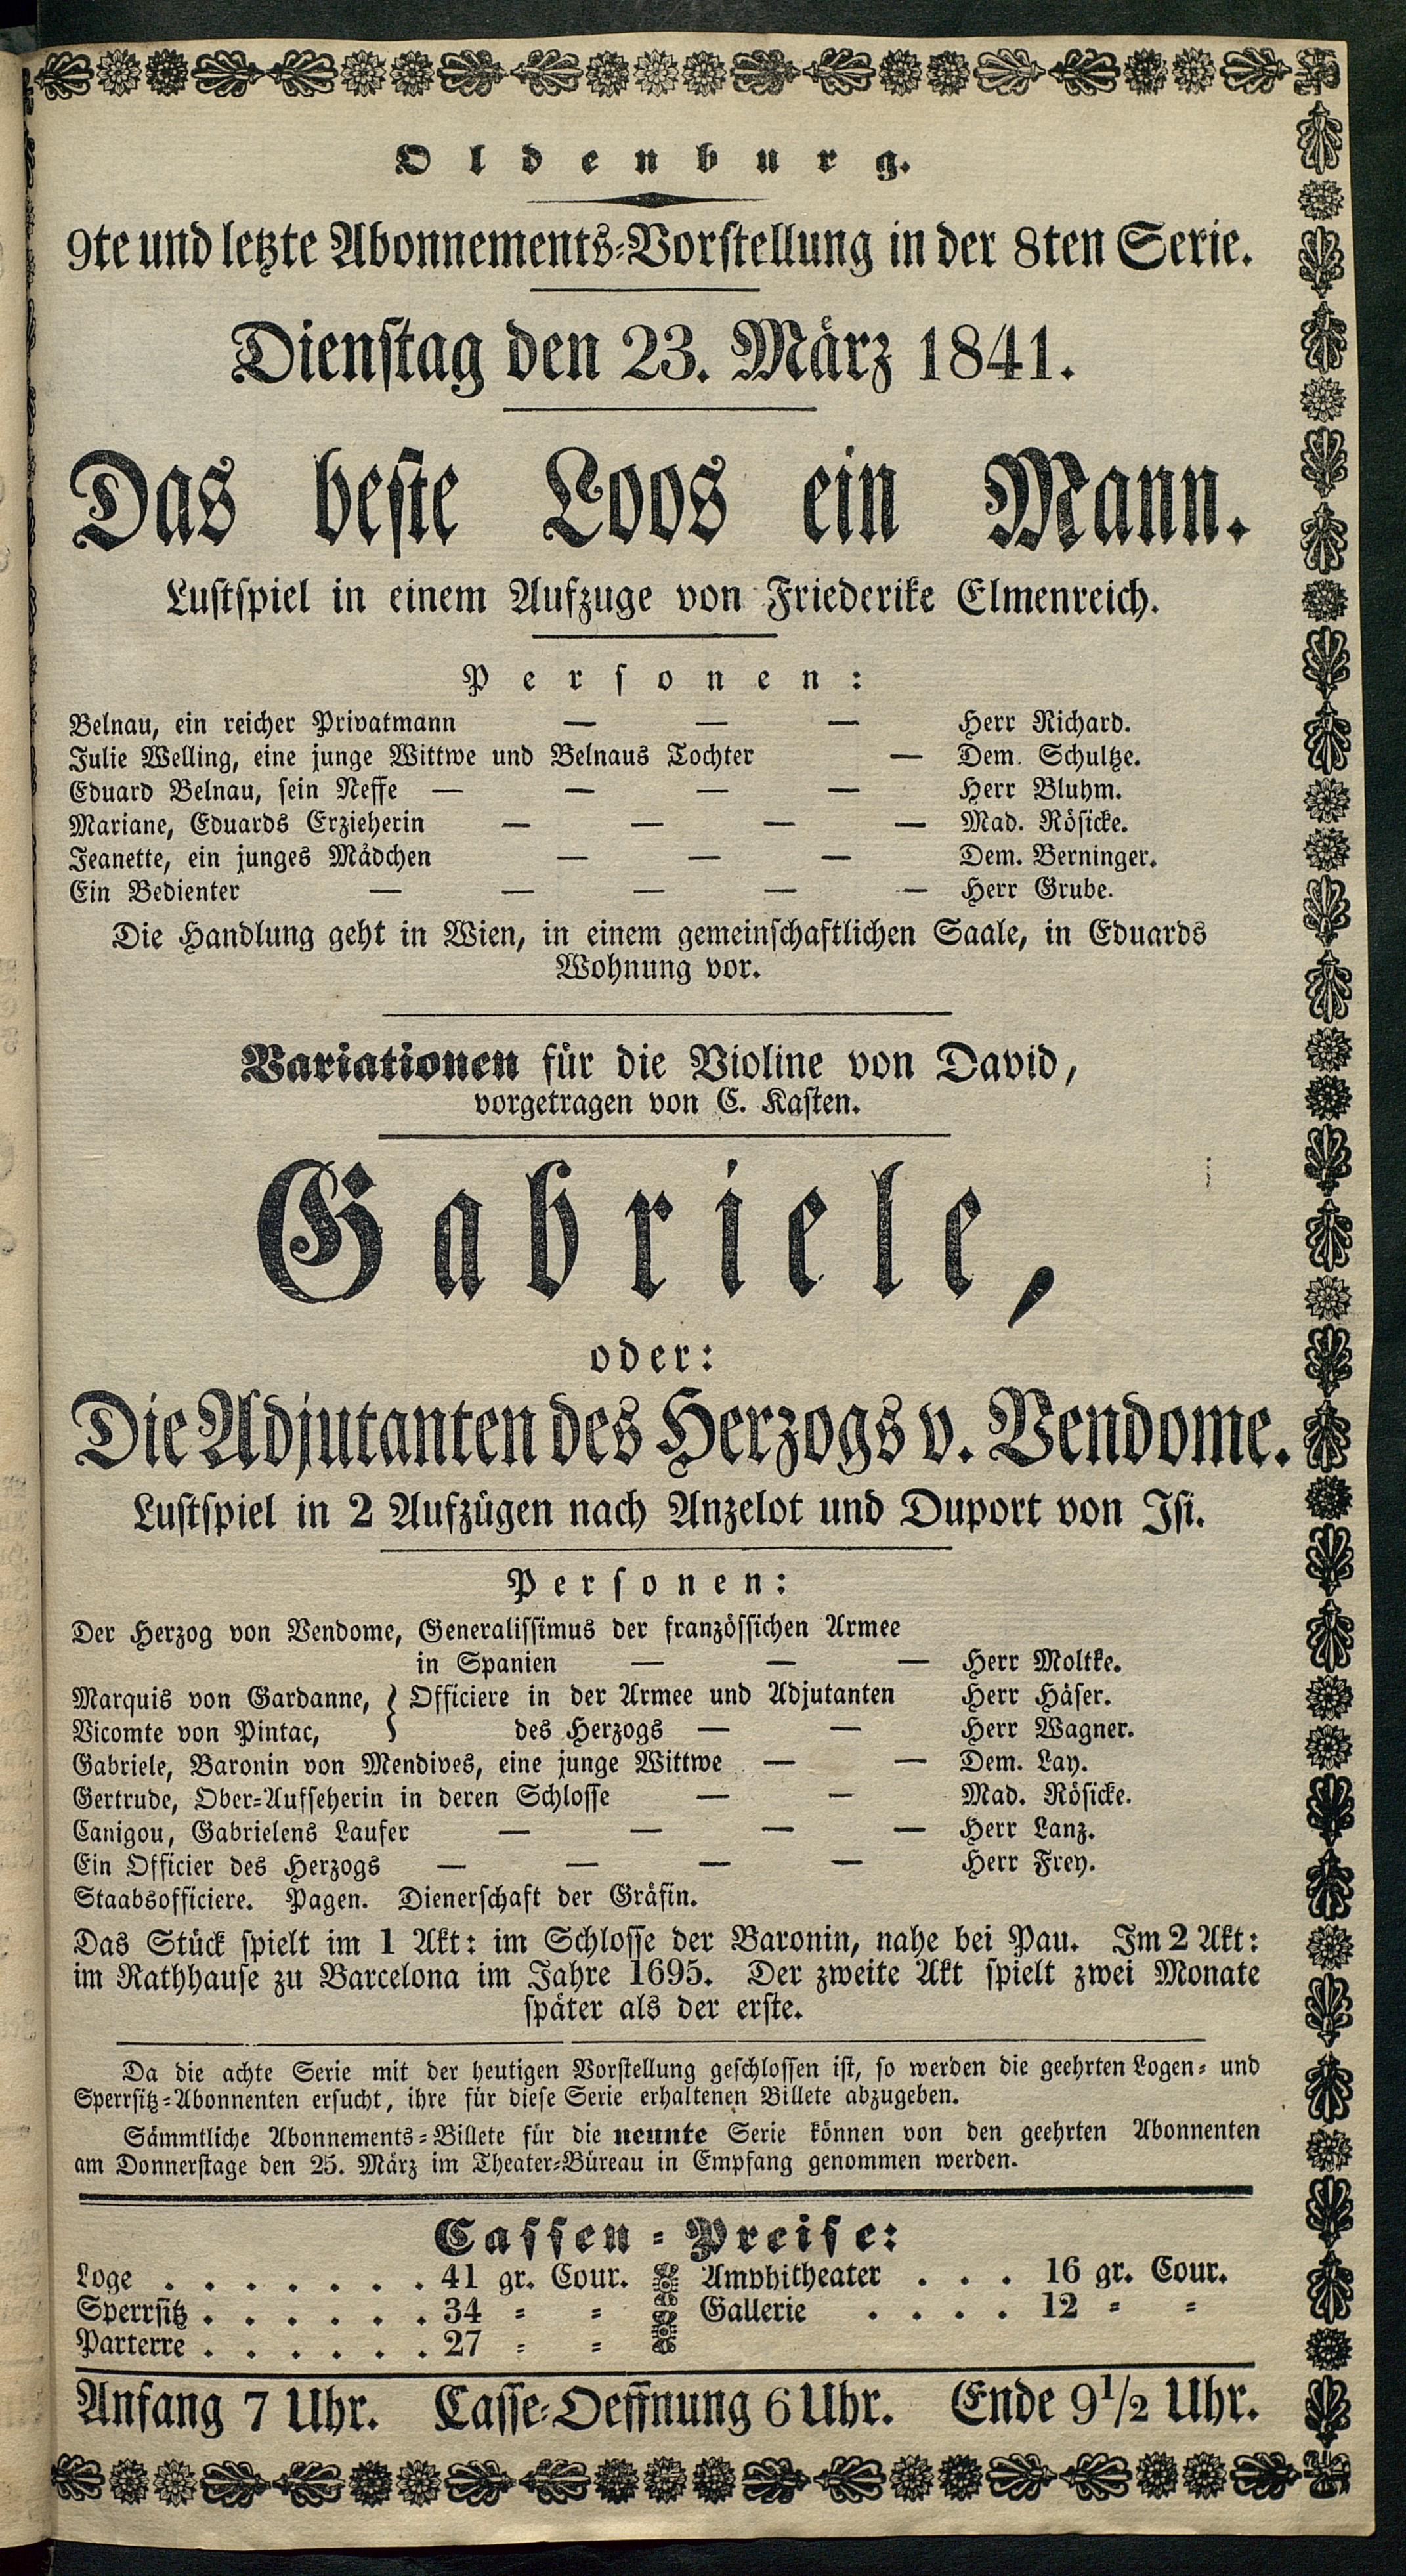 Oldenburg.
9te und letzte Abonnements-Vorstellung in der 8ten Serie.
Dienstag den 23. März 1841.
Das beste Loos ein Mann.
Lustspiel in einem Aufzuge von Friederike Elmenreich.
Personen:
Belnau, ein reicher Privatmann — — — Herr Richard.
Julie Welling, eine junge Wittwe und Belnaus Tochter — Dem. Schultze.
Eduard Belnau, sein Neffe — — — — Herr Bluhm.
Mariane, Eduards Erzieherin — — — — Mad. Rösicke.
Jeanette, ein junges Mädchen — — — Dem. Berninger.
Ein Bedienter — — — — — Herr Grube.
Die Handlung geht in Wien, in einem gemeinschaftlichen Saale, in Eduards
Wohnung vor.
Variationen für die Violine von David,
vorgetragen von C. Kasten.
Gabriele,
oder:
Die Adjutanten des Herzogs v. Vendome.
Lustspiel in 2 Aufzügen nach Anzelot und Duport von Isi.
Personen:
Der Herzog von Vendome, Generalissimus der französsichen Armee
in Spanien — — — Herr Moltke.
Marquis von Gardanne, } Officiere in der Armee und Adjutanten Herr Häser.
Vicomte von Pintac, } des Herzogs — — Herr Wagner.
Gabriele, Baronin von Mendives, eine junge Wittwe — — Dem. Lay.
Gertrude, Ober-Aufseherin in deren Schlosse — — Mad. Rösicke.
Canigou, Gabrielens Laufer — — — — Herr Lanz.
Ein Officier des Herzogs — — — — Herr Frey.
Staabsofficiere. Pagen. Dienerschaft der Gräfin.
Das Stück spielt im 1 Akt: im Schlosse der Baronin, nahe bei Pau. Im 2 Akt:
im Rathhause zu Barcelona im Jahre 1695. Der zweite Akt spielt zwei Monate
später als der erste.
Da die achte Serie mit der heutigen Vorstellung geschlossen ist, so werden die geehrten Logen- und
Sperrsitz-Abonnenten ersucht, ihre für diese Serie erhaltenen Billete abzugeben.
Sämmtliche Abonnements-Billete für die neunte Serie können von den geehrten Abonnenten
am Donnerstage den 25. März im Theater-Büreau in Empfang genommen werden.
Cassen-Preise:
Loge . . . . . . . 41 gr. Cour. Amphitheater . . . 16 gr. Cour.
Sperrsitz . . . . . . 34 = = Gallerie . . . . 12 = =
Parterre . . . . . . 27 = =
Anfang 7 Uhr. Casse-Oeffnung 6 Uhr. Ende 9½ Uhr.